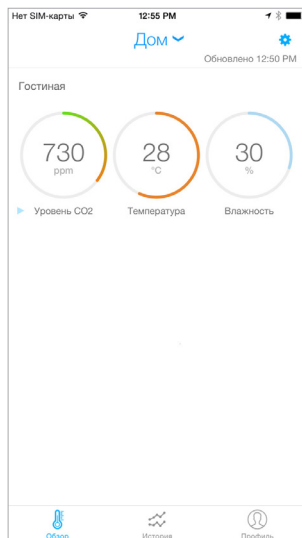 Нет SIM-карты 12:55 PM
Дом
Обновлено 12:50 PM
Гостиная
730 28 30
ppm °C %
Уровень CO2 Температура Влажность
Обзор История Профиль